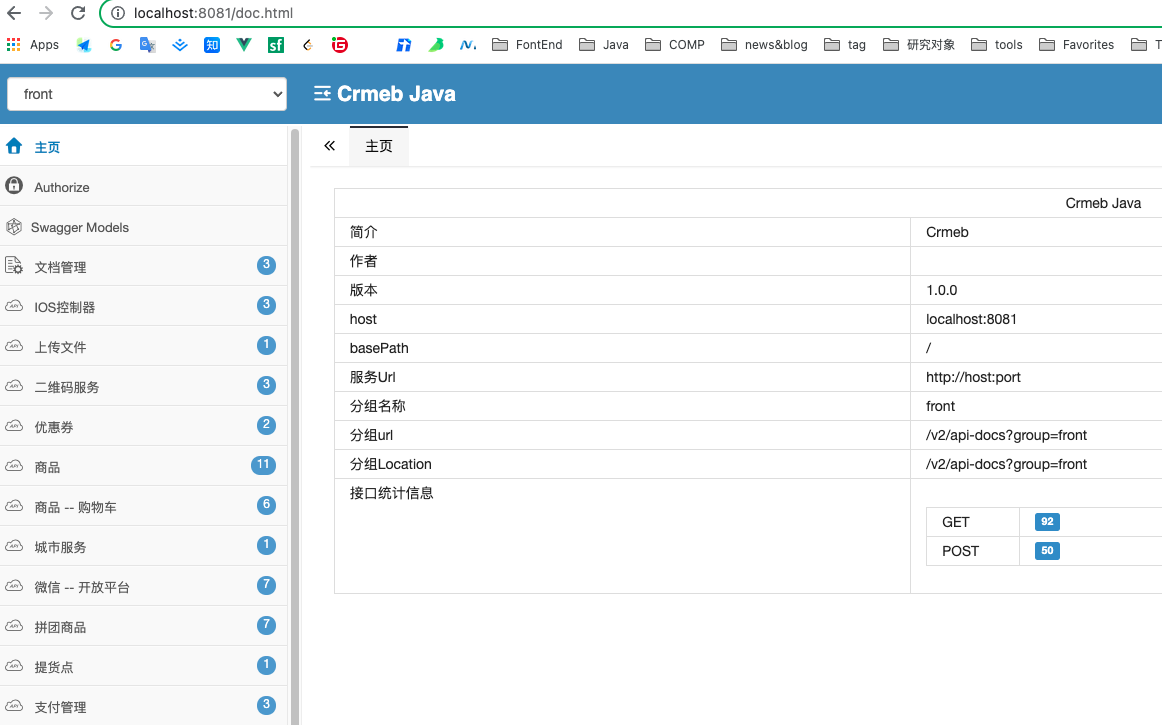 localhost:8081/doc.html
Apps
FontEnd
Java
COMP
news&blog
tag
研究对象
tools
Favorites
T
front
Crmeb Java
主页
Authorize
Swagger Models
文档管理 3
IOS控制器 3
上传文件 1
二维码服务 3
优惠券 2
商品 11
商品 -- 购物车 6
城市服务 1
微信 -- 开放平台 7
拼团商品 7
提货点 1
支付管理 3
主页
Crmeb Java
简介 Crmeb
作者
版本 1.0.0
host localhost:8081
basePath /
服务Url http://host:port
分组名称 front
分组url /v2/api-docs?group=front
分组Location /v2/api-docs?group=front
接口统计信息
GET 92
POST 50